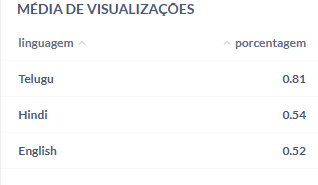 MÉDIA DE VISUALIZAÇÕES
linguagem porcentagem
Telugu 0.81
Hindi 0.54
English 0.52